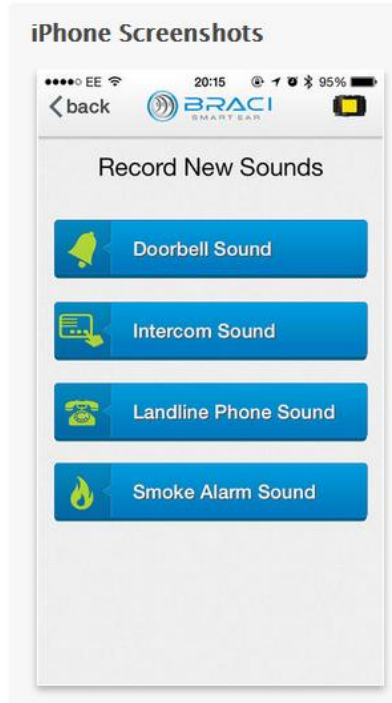 iPhone Screenshots
EE 20:15 95%
back BRACI
SMART EAR
Record New Sounds
Doorbell Sound
Intercom Sound
Landline Phone Sound
Smoke Alarm Sound